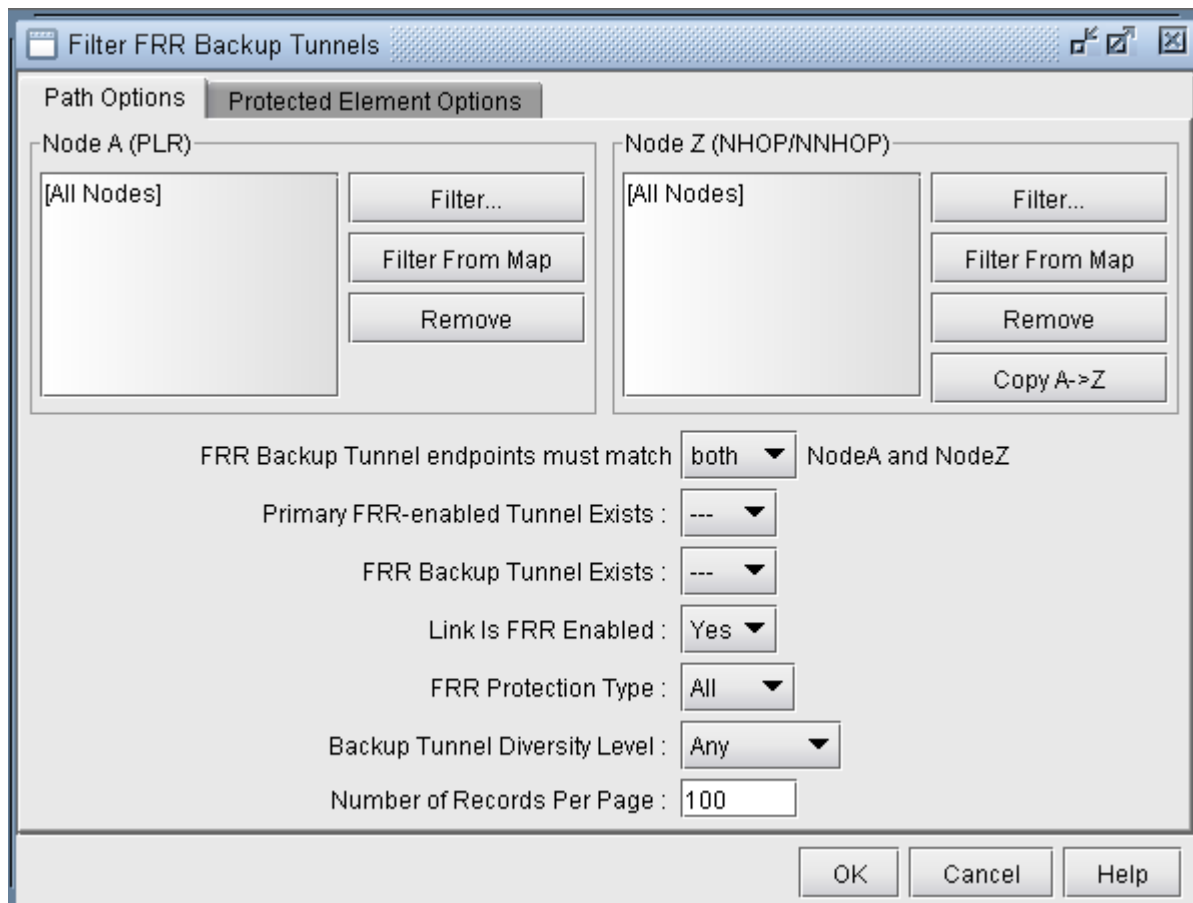 Filter FRR Backup Tunnels
Path Options Protected Element Options
Node A (PLR) Node Z (NHOP/NNHOP)
[All Nodes] Filter... [All Nodes] Filter...
Filter From Map Filter From Map
Remove Remove
Copy A->Z
FRR Backup Tunnel endpoints must match both NodeA and NodeZ
Primary FRR-enabled Tunnel Exists : ---
FRR Backup Tunnel Exists : ---
Link Is FRR Enabled : Yes
FRR Protection Type : All
Backup Tunnel Diversity Level : Any
Number of Records Per Page : 100
OK Cancel Help